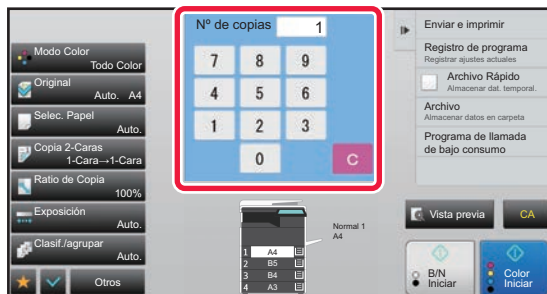 Modo Color
Todo Color
Original
Auto. A4
Selec. Papel
Auto.
Copia 2-Caras
1-Cara→1-Cara
Ratio de Copia
100%
Exposición
Auto.
Clasif./agrupar
Auto.
Otros
Nº de copias 1
7 8 9
4 5 6
1 2 3
0 C
Normal 1
A4
1 A4
2 B5
3 B4
4 A3
Enviar e imprimir
Registro de programa
Registrar ajustes actuales
Archivo Rápido
Almacenar dat. temporal.
Archivo
Almacenar datos en carpeta
Programa de llamada
de bajo consumo
Vista previa CA
B/N
Iniciar
Color
Iniciar